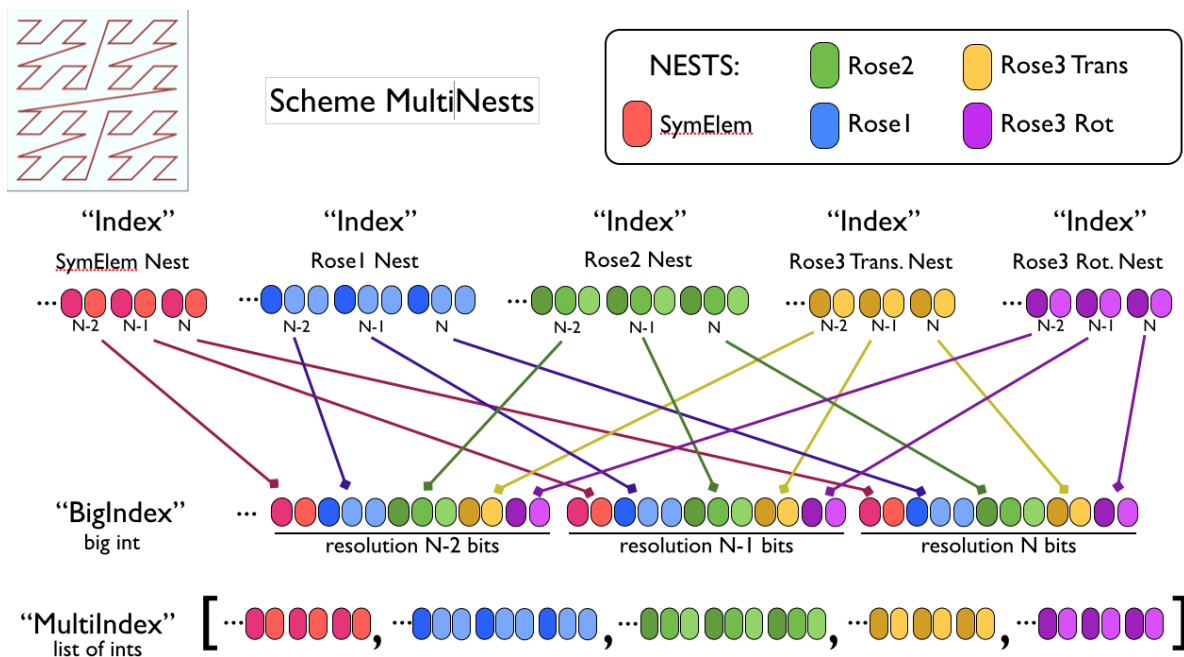 Scheme MultiNests
NESTS:
Rose2
Rose3 Trans
SymElem
Rose1
Rose3 Rot
“Index” “Index” “Index” “Index” “Index”
SymElem Nest Rose1 Nest Rose2 Nest Rose3 Trans. Nest Rose3 Rot. Nest
... ... ... ... ...
N-2 N-1 N N-2 N-1 N N-2 N-1 N N-2 N-1 N N-2 N-1 N
“BigIndex” ...
big int
resolution N-2 bits resolution N-1 bits resolution N bits
“MultiIndex” [... , ... , ... , ... , ... ]
list of ints